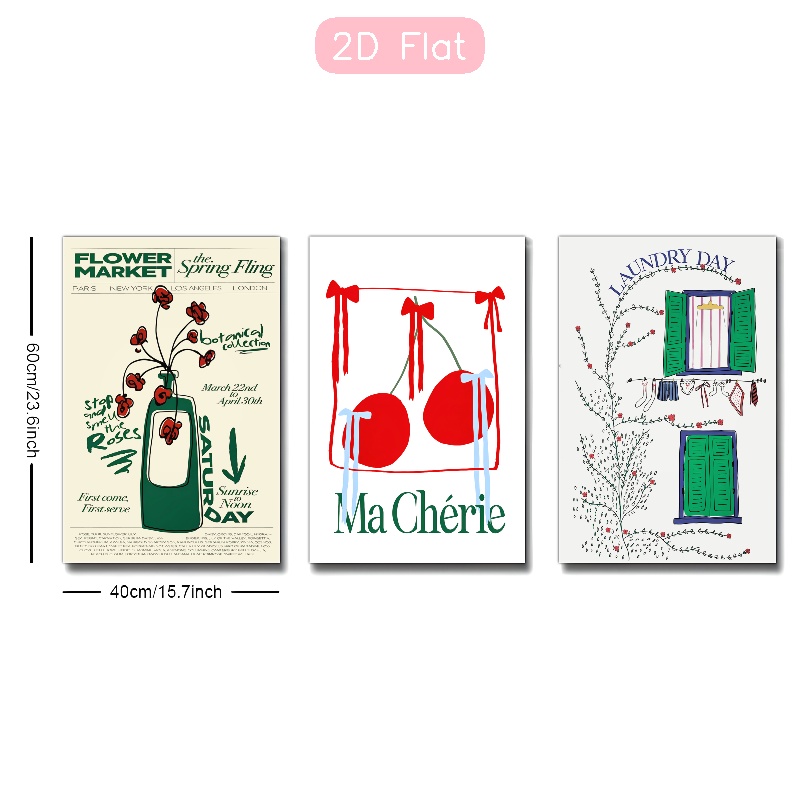 2D Flat
60cm/23.6inch
40cm/15.7inch
FLOWER
MARKET
the
Spring Fling
PARIS NEW YORK LOS ANGELES LONDON
botanical
collection
March 22nd
to
April 30th
stop
and
smell
the
Roses
SATURDAY
First come,
First serve
Sunrise
to
Noon
Ma Chérie
LAUNDRY DAY